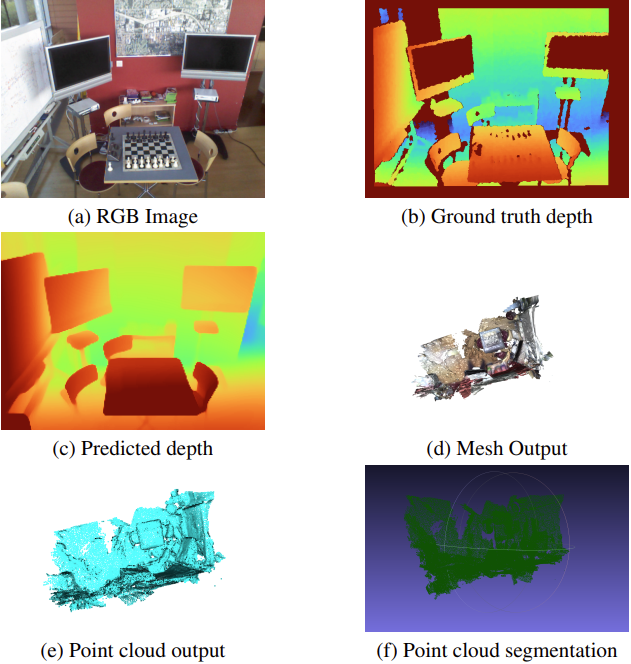 (a) RGB Image
(b) Ground truth depth
(c) Predicted depth
(d) Mesh Output
(e) Point cloud output
(f) Point cloud segmentation